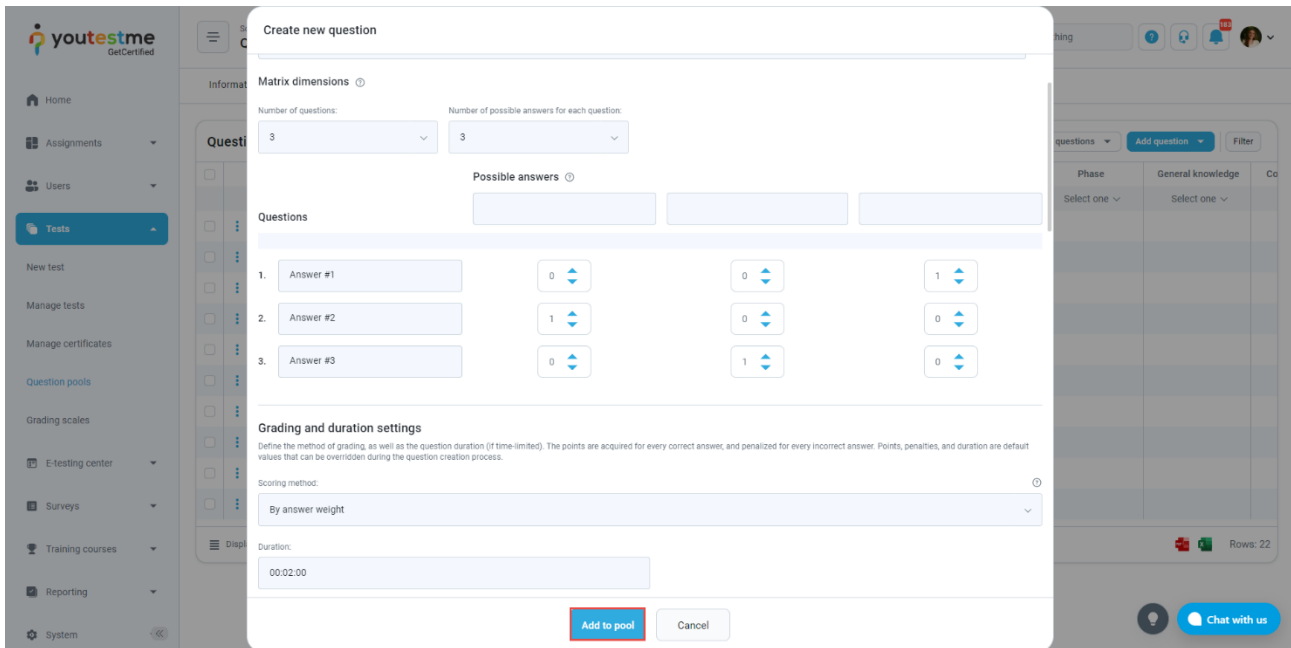 youtestme
GetCertified
Home
Assignments
Users
Tests
New test
Manage tests
Manage certificates
Question pools
Grading scales
E-testing center
Surveys
Training courses
Reporting
System
Informat
Questi
Displ
Create new question
Matrix dimensions
Number of questions:
Number of possible answers for each question:
3
3
Possible answers
Questions
1. Answer #1 0 0 1
2. Answer #2 1 0 0
3. Answer #3 0 1 0
Grading and duration settings
Define the method of grading, as well as the question duration (if time-limited). The points are acquired for every correct answer, and penalized for every incorrect answer. Points, penalties, and duration are default
values that can be overridden during the question creation process.
Scoring method:
By answer weight
Duration:
00:02:00
Add to pool
Cancel
hing
?
183
questions
Add question
Filter
Phase
General knowledge
Co
Select one
Select one
Rows: 22
Chat with us